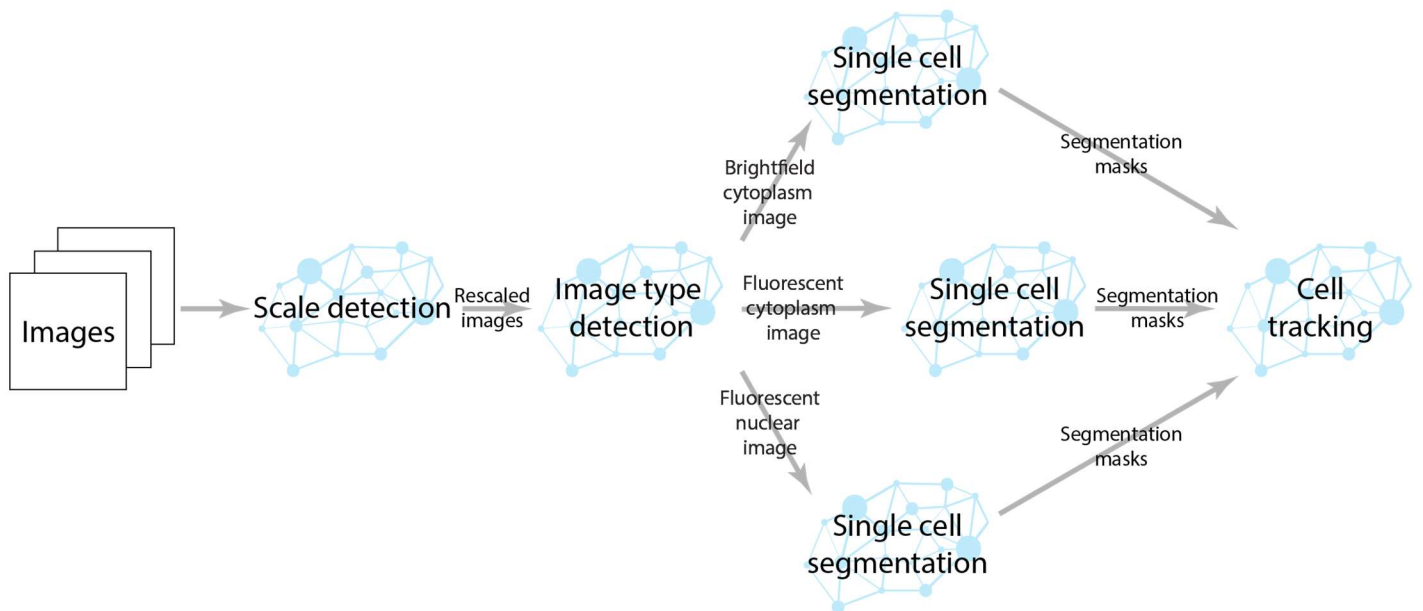 Images
Scale detection
Rescaled
images
Image type
detection
Brightfield
cytoplasm
image
Fluorescent
cytoplasm
image
Fluorescent
nuclear
image
Single cell
segmentation
Single cell
segmentation
Single cell
segmentation
Segmentation
masks
Segmentation
masks
Segmentation
masks
Cell
tracking